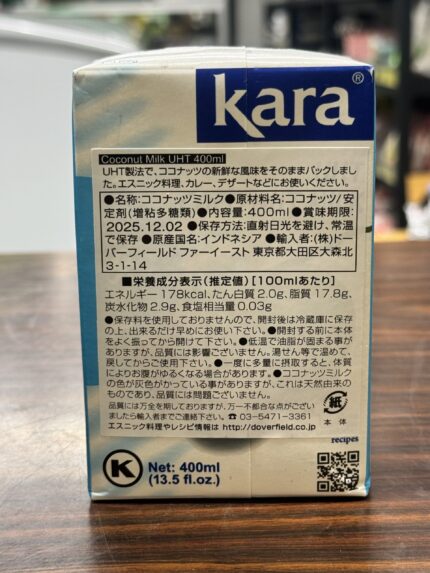 kara®
Coconut Milk UHT 400ml
UHT製法で、ココナッツの新鮮な風味をそのままパックしまし
た。エスニック料理、カレー、デザートなどにお使いください。
●名称:ココナッツミルク●原材料名:ココナッツ/安
定剤(増粘多糖類)●内容量:400ml●賞味期限:
2025.12.02 ●保存方法:直射日光を避け、常温
で保存 ●原産国名:インドネシア ●輸入者:(株)ドー
バーフィールド ファーイースト 東京都大田区大森北
3-1-14
■栄養成分表示(推定値)[100mlあたり]
エネルギー 178kcal、たん白質 2.0g、脂質 17.8g、
炭水化物 2.9g、食塩相当量 0.03g
●保存料を使用しておりませんので、開封後は冷蔵庫に保存
の上、出来るだけ早めにお使い下さい。●開封する前に本体
をよく振ってから開けて下さい。●低温で油脂が固まる事が
ありますが、品質には影響ございません。湯せん等で温めて、
戻してからご使用下さい。●一度に多量に摂取すると、体質
によりお腹がゆるくなる場合があります。●ココナッツミルク
の色が灰色がかっている事がありますが、これは天然由来の
ものであり、品質には問題ございません。
品質には万全を期しておりますが、万一不都合な点がござい
ましたら輸入者までご連絡下さい。☎03-5471-3361
エスニック料理やレシピ情報は http://doverfield.co.jp
紙
本体
recipes
K
Net: 400ml
(13.5 fl.oz.)